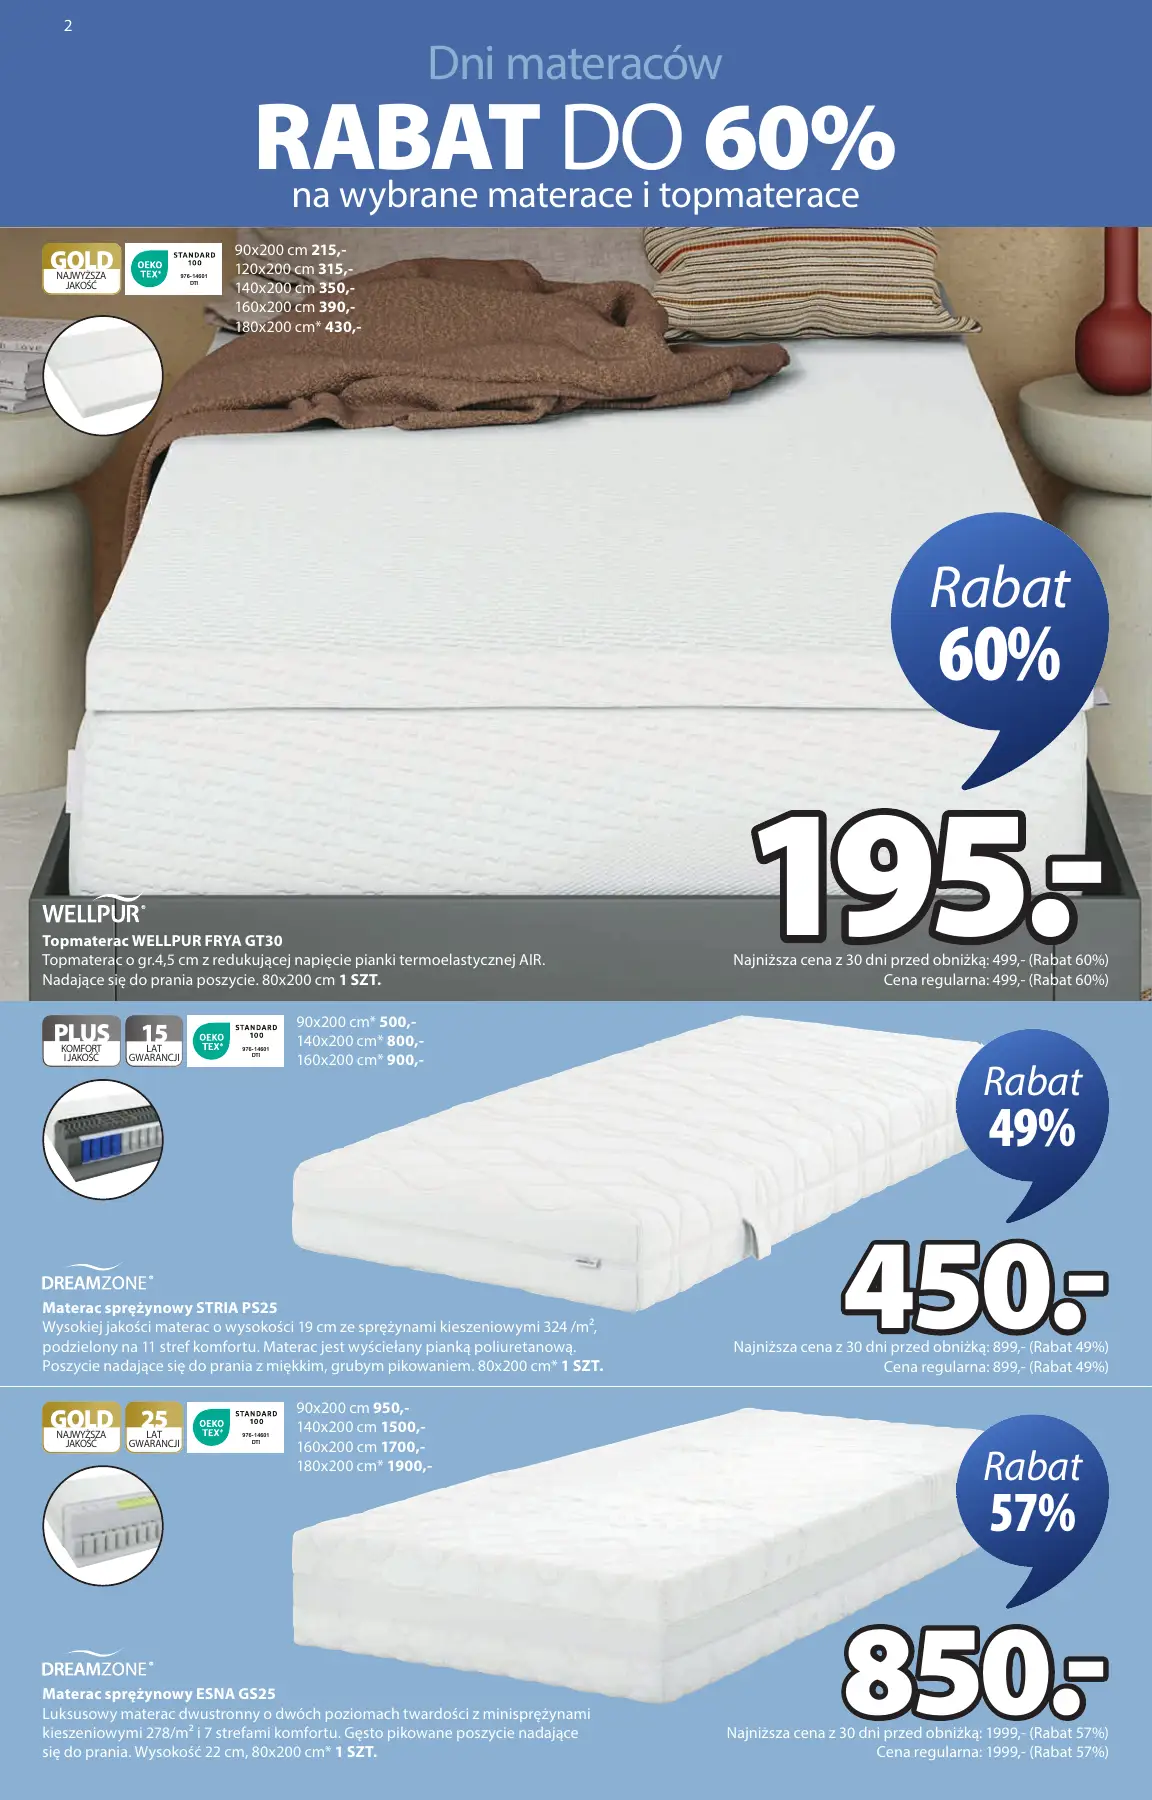 2
Dni materaców
RABAT DO 60%
na wybrane materace i topmaterace
GOLD
NAJWYŻSZA
JAKOŚĆ
OEKO
TEX®
STANDARD
100
976-14601
DTI
90x200 cm 215,-
120x200 cm 315,-
140x200 cm 350,-
160x200 cm 390,-
180x200 cm* 430,-
Rabat
60%
195.-
WELLPUR®
Topmaterac WELLPUR FRYA GT30
Topmaterac o gr.4,5 cm z redukującej napięcie pianki termoelastycznej AIR.
Nadające się do prania poszycie. 80x200 cm 1 SZT.
Najniższa cena z 30 dni przed obniżką: 499,- (Rabat 60%)
Cena regularna: 499,- (Rabat 60%)
PLUS
KOMFORT
I JAKOŚĆ
15
LAT
GWARANCJI
OEKO
TEX®
STANDARD
100
976-14601
DTI
90x200 cm* 500,-
140x200 cm* 800,-
160x200 cm* 900,-
Rabat
49%
450.-
DREAMZONE®
Materac sprężynowy STRIA PS25
Wysokiej jakości materac o wysokości 19 cm ze sprężynami kieszeniowymi 324 /m²,
podzielony na 11 stref komfortu. Materac jest wyściełany pianką poliuretanową.
Poszycie nadające się do prania z miękkim, grubym pikowaniem. 80x200 cm* 1 SZT.
Najniższa cena z 30 dni przed obniżką: 899,- (Rabat 49%)
Cena regularna: 899,- (Rabat 49%)
GOLD
NAJWYŻSZA
JAKOŚĆ
25
LAT
GWARANCJI
OEKO
TEX®
STANDARD
100
976-14601
DTI
90x200 cm 950,-
140x200 cm 1500,-
160x200 cm 1700,-
180x200 cm* 1900,-
Rabat
57%
850.-
DREAMZONE®
Materac sprężynowy ESNA GS25
Luksusowy materac dwustronny o dwóch poziomach twardości z minisprężynami
kieszeniowymi 278/m² i 7 strefami komfortu. Gęsto pikowane poszycie nadające
się do prania. Wysokość 22 cm, 80x200 cm* 1 SZT.
Najniższa cena z 30 dni przed obniżką: 1999,- (Rabat 57%)
Cena regularna: 1999,- (Rabat 57%)